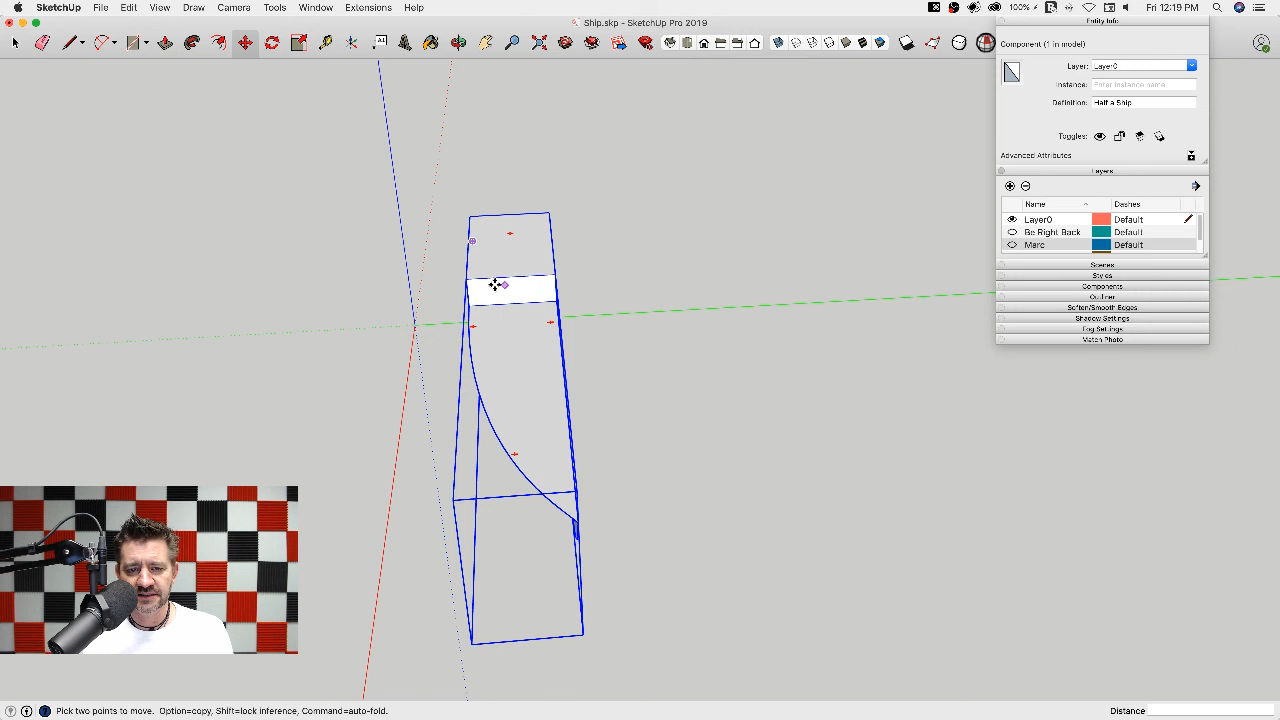 SketchUp File Edit View Draw Camera Tools Window Extensions Help
100% Fri 12:19 PM
Ship.skp - SketchUp Pro 2019
Entity Info
Component (1 in model)
Layer: Layer0
Instance: Enter instance name
Definition: Half a Ship
Toggles:
Advanced Attributes
Layers
Name Dashes
Layer0 Default
Be Right Back Default
Marc Default
Scenes
Styles
Components
Outliner
Soften/Smooth Edges
Shadow Settings
Fog Settings
Match Photo
Pick two points to move. Option=copy, Shift=lock inference, Command=auto-fold.
Distance